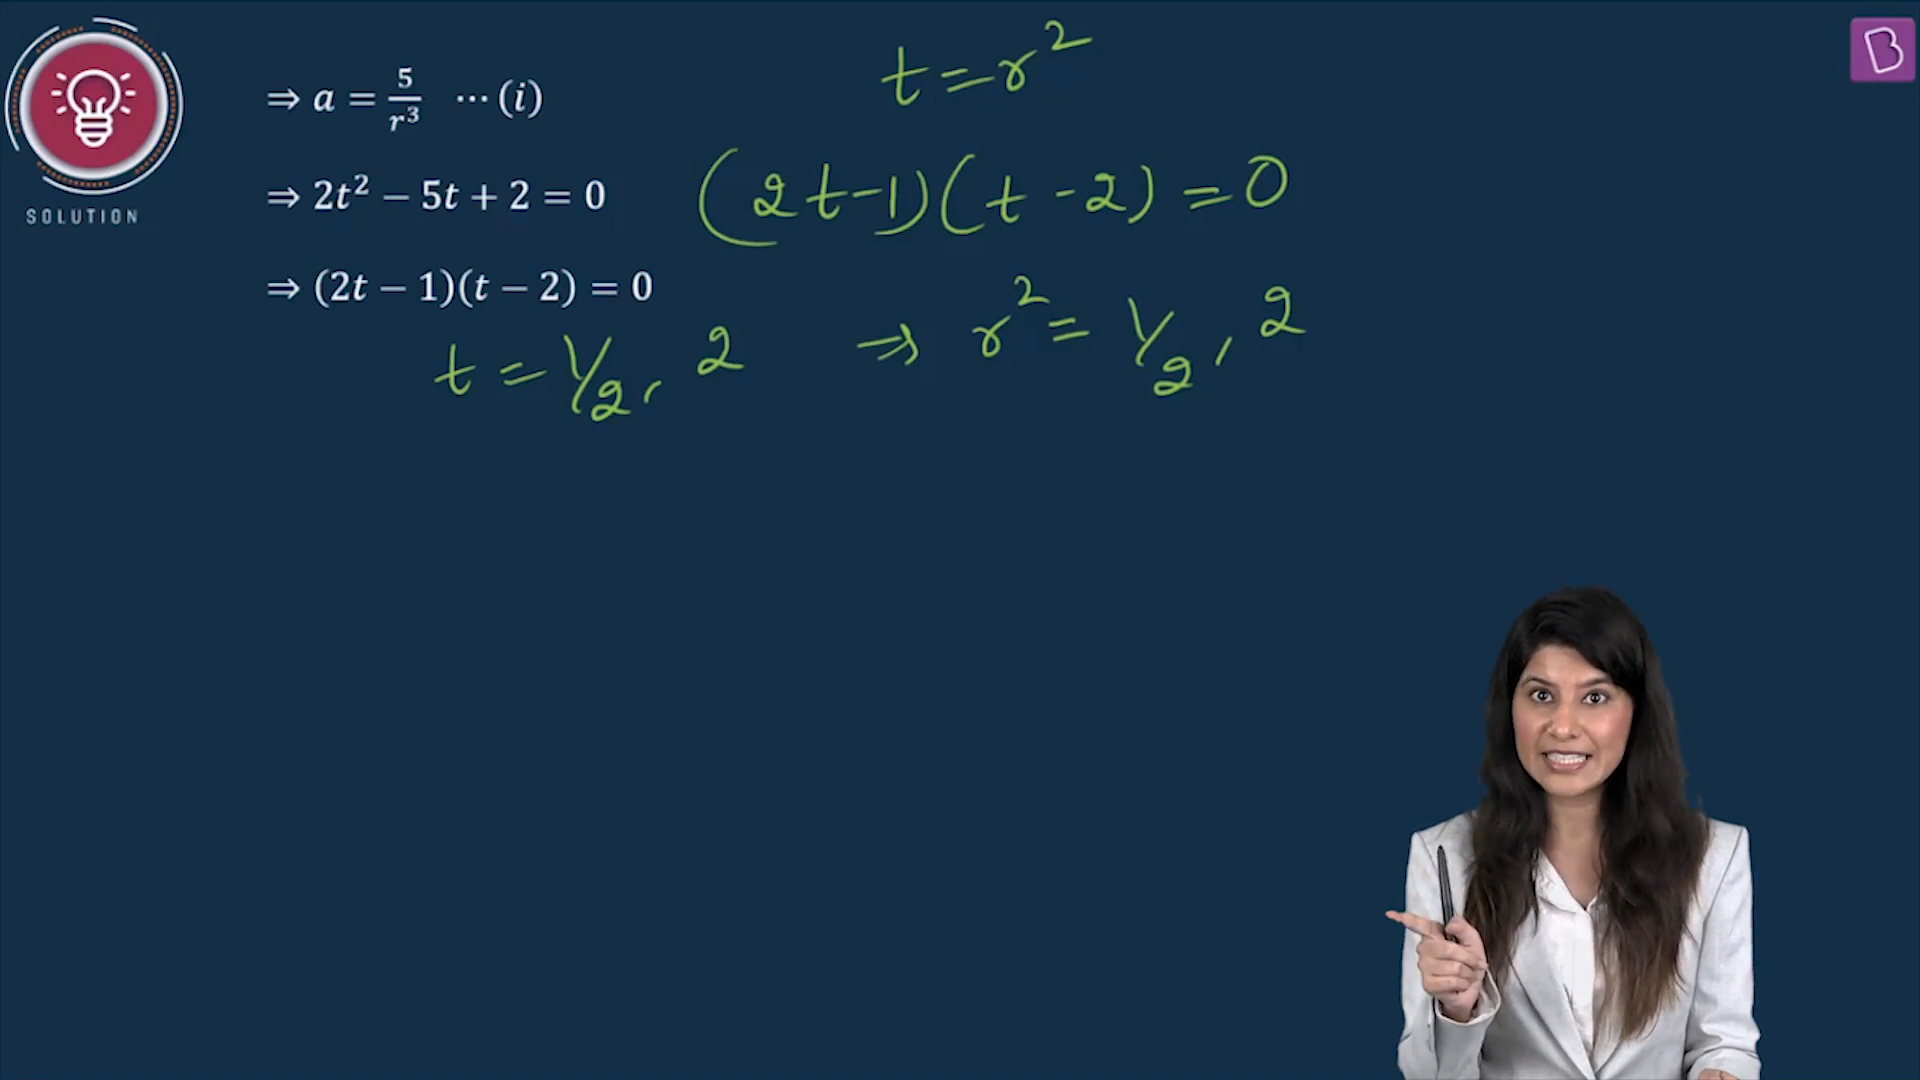 t = r²
⇒ a = 5/r³ ⋯ (i)
⇒ 2t² − 5t + 2 = 0
(2t-1)(t-2) = 0
SOLUTION
⇒ (2t − 1)(t − 2) = 0
t = 1/2, 2 ⇒ r² = 1/2, 2
B